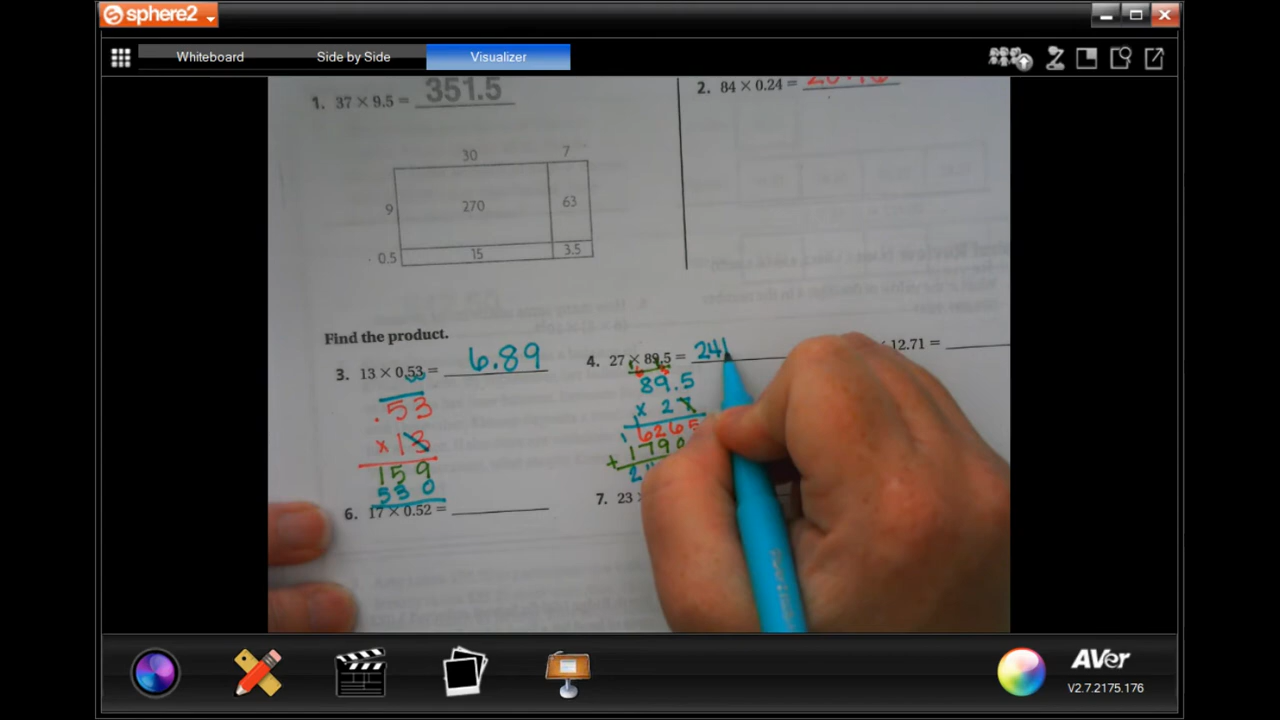 sphere2
Whiteboard Side by Side Visualizer
1. 37 × 9.5 = 351.5
2. 84 × 0.24 =
30 7
9 270 63
0.5 15 3.5
Find the product.
3. 13 × 0.53 = 6.89
4. 27 × 89.5 = 241
12.71 =
.53
× 13
159
530
89.5
× 27
6265
+ 1790
6. 17 × 0.52 =
7. 23
AVer
V2.7.2175.176